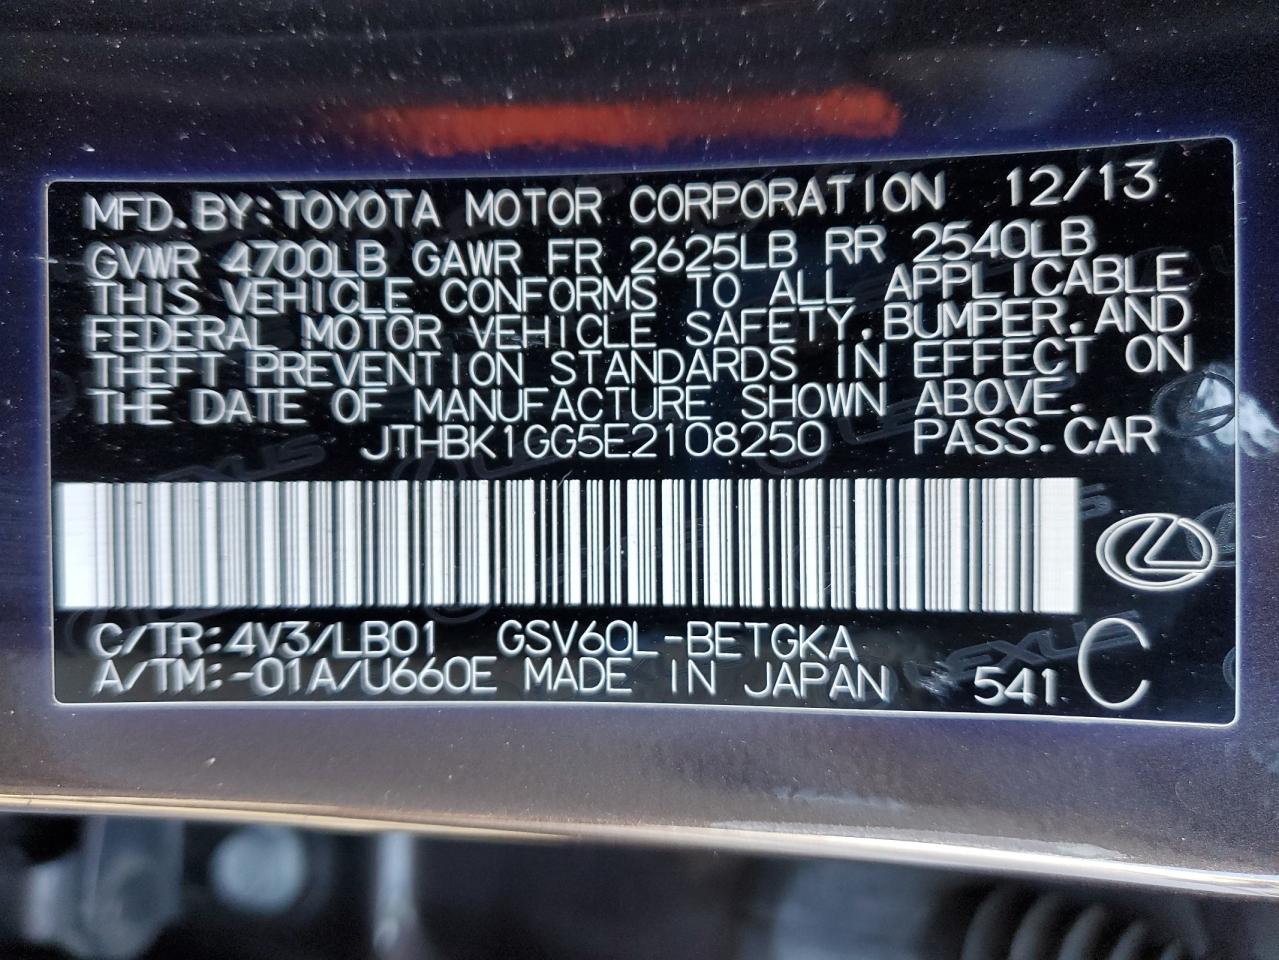 MFD.BY:TOYOTA MOTOR CORPORATION 12/13
GVWR 4700LB GAWR FR 2625LB RR 2540LB
THIS VEHICLE CONFORMS TO ALL APPLICABLE
FEDERAL MOTOR VEHICLE SAFETY,BUMPER,AND
THEFT PREVENTION STANDARDS IN EFFECT ON
THE DATE OF MANUFACTURE SHOWN ABOVE.
JTHBK1GG5E2108250 PASS.CAR
C/TR:4V3/LB01 GSV60L-BETGKA
A/TM:-01A/U660E MADE IN JAPAN 541 C